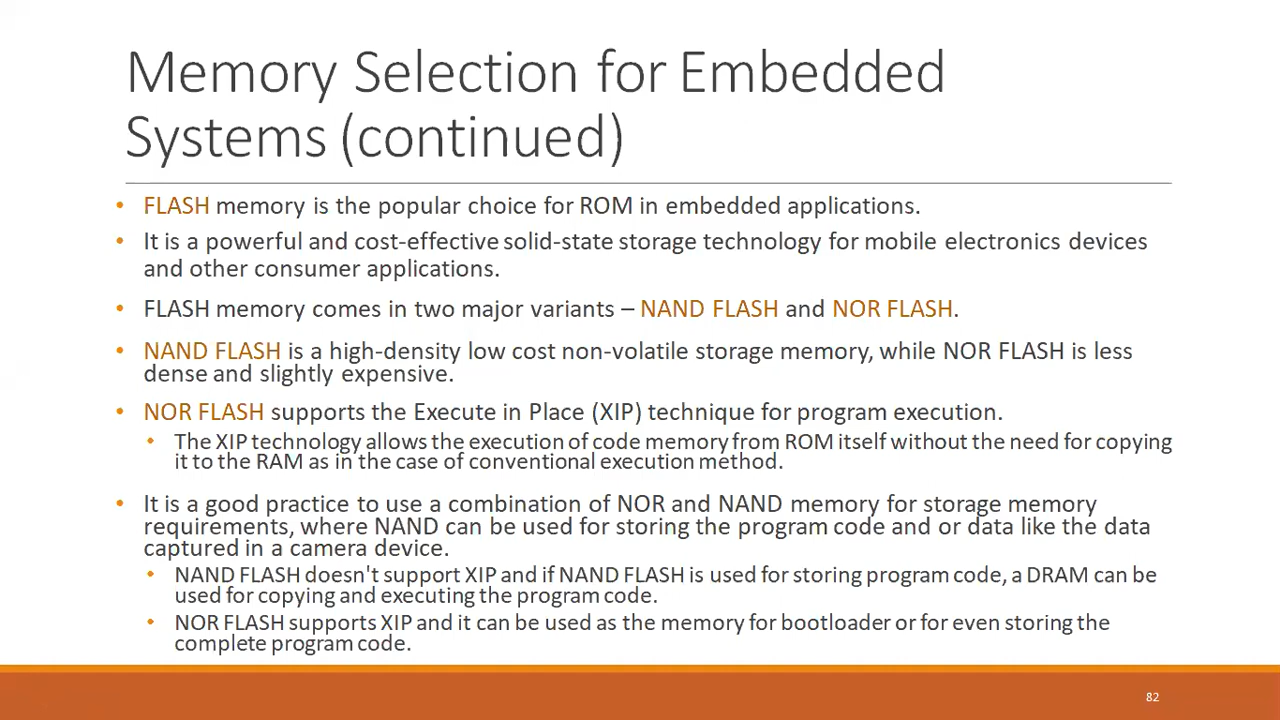 Memory Selection for Embedded
Systems (continued)
• FLASH memory is the popular choice for ROM in embedded applications.
• It is a powerful and cost-effective solid-state storage technology for mobile electronics devices
and other consumer applications.
• FLASH memory comes in two major variants – NAND FLASH and NOR FLASH.
• NAND FLASH is a high-density low cost non-volatile storage memory, while NOR FLASH is less
dense and slightly expensive.
• NOR FLASH supports the Execute in Place (XIP) technique for program execution.
• The XIP technology allows the execution of code memory from ROM itself without the need for copying
it to the RAM as in the case of conventional execution method.
• It is a good practice to use a combination of NOR and NAND memory for storage memory
requirements, where NAND can be used for storing the program code and or data like the data
captured in a camera device.
• NAND FLASH doesn't support XIP and if NAND FLASH is used for storing program code, a DRAM can be
used for copying and executing the program code.
• NOR FLASH supports XIP and it can be used as the memory for bootloader or for even storing the
complete program code.
82